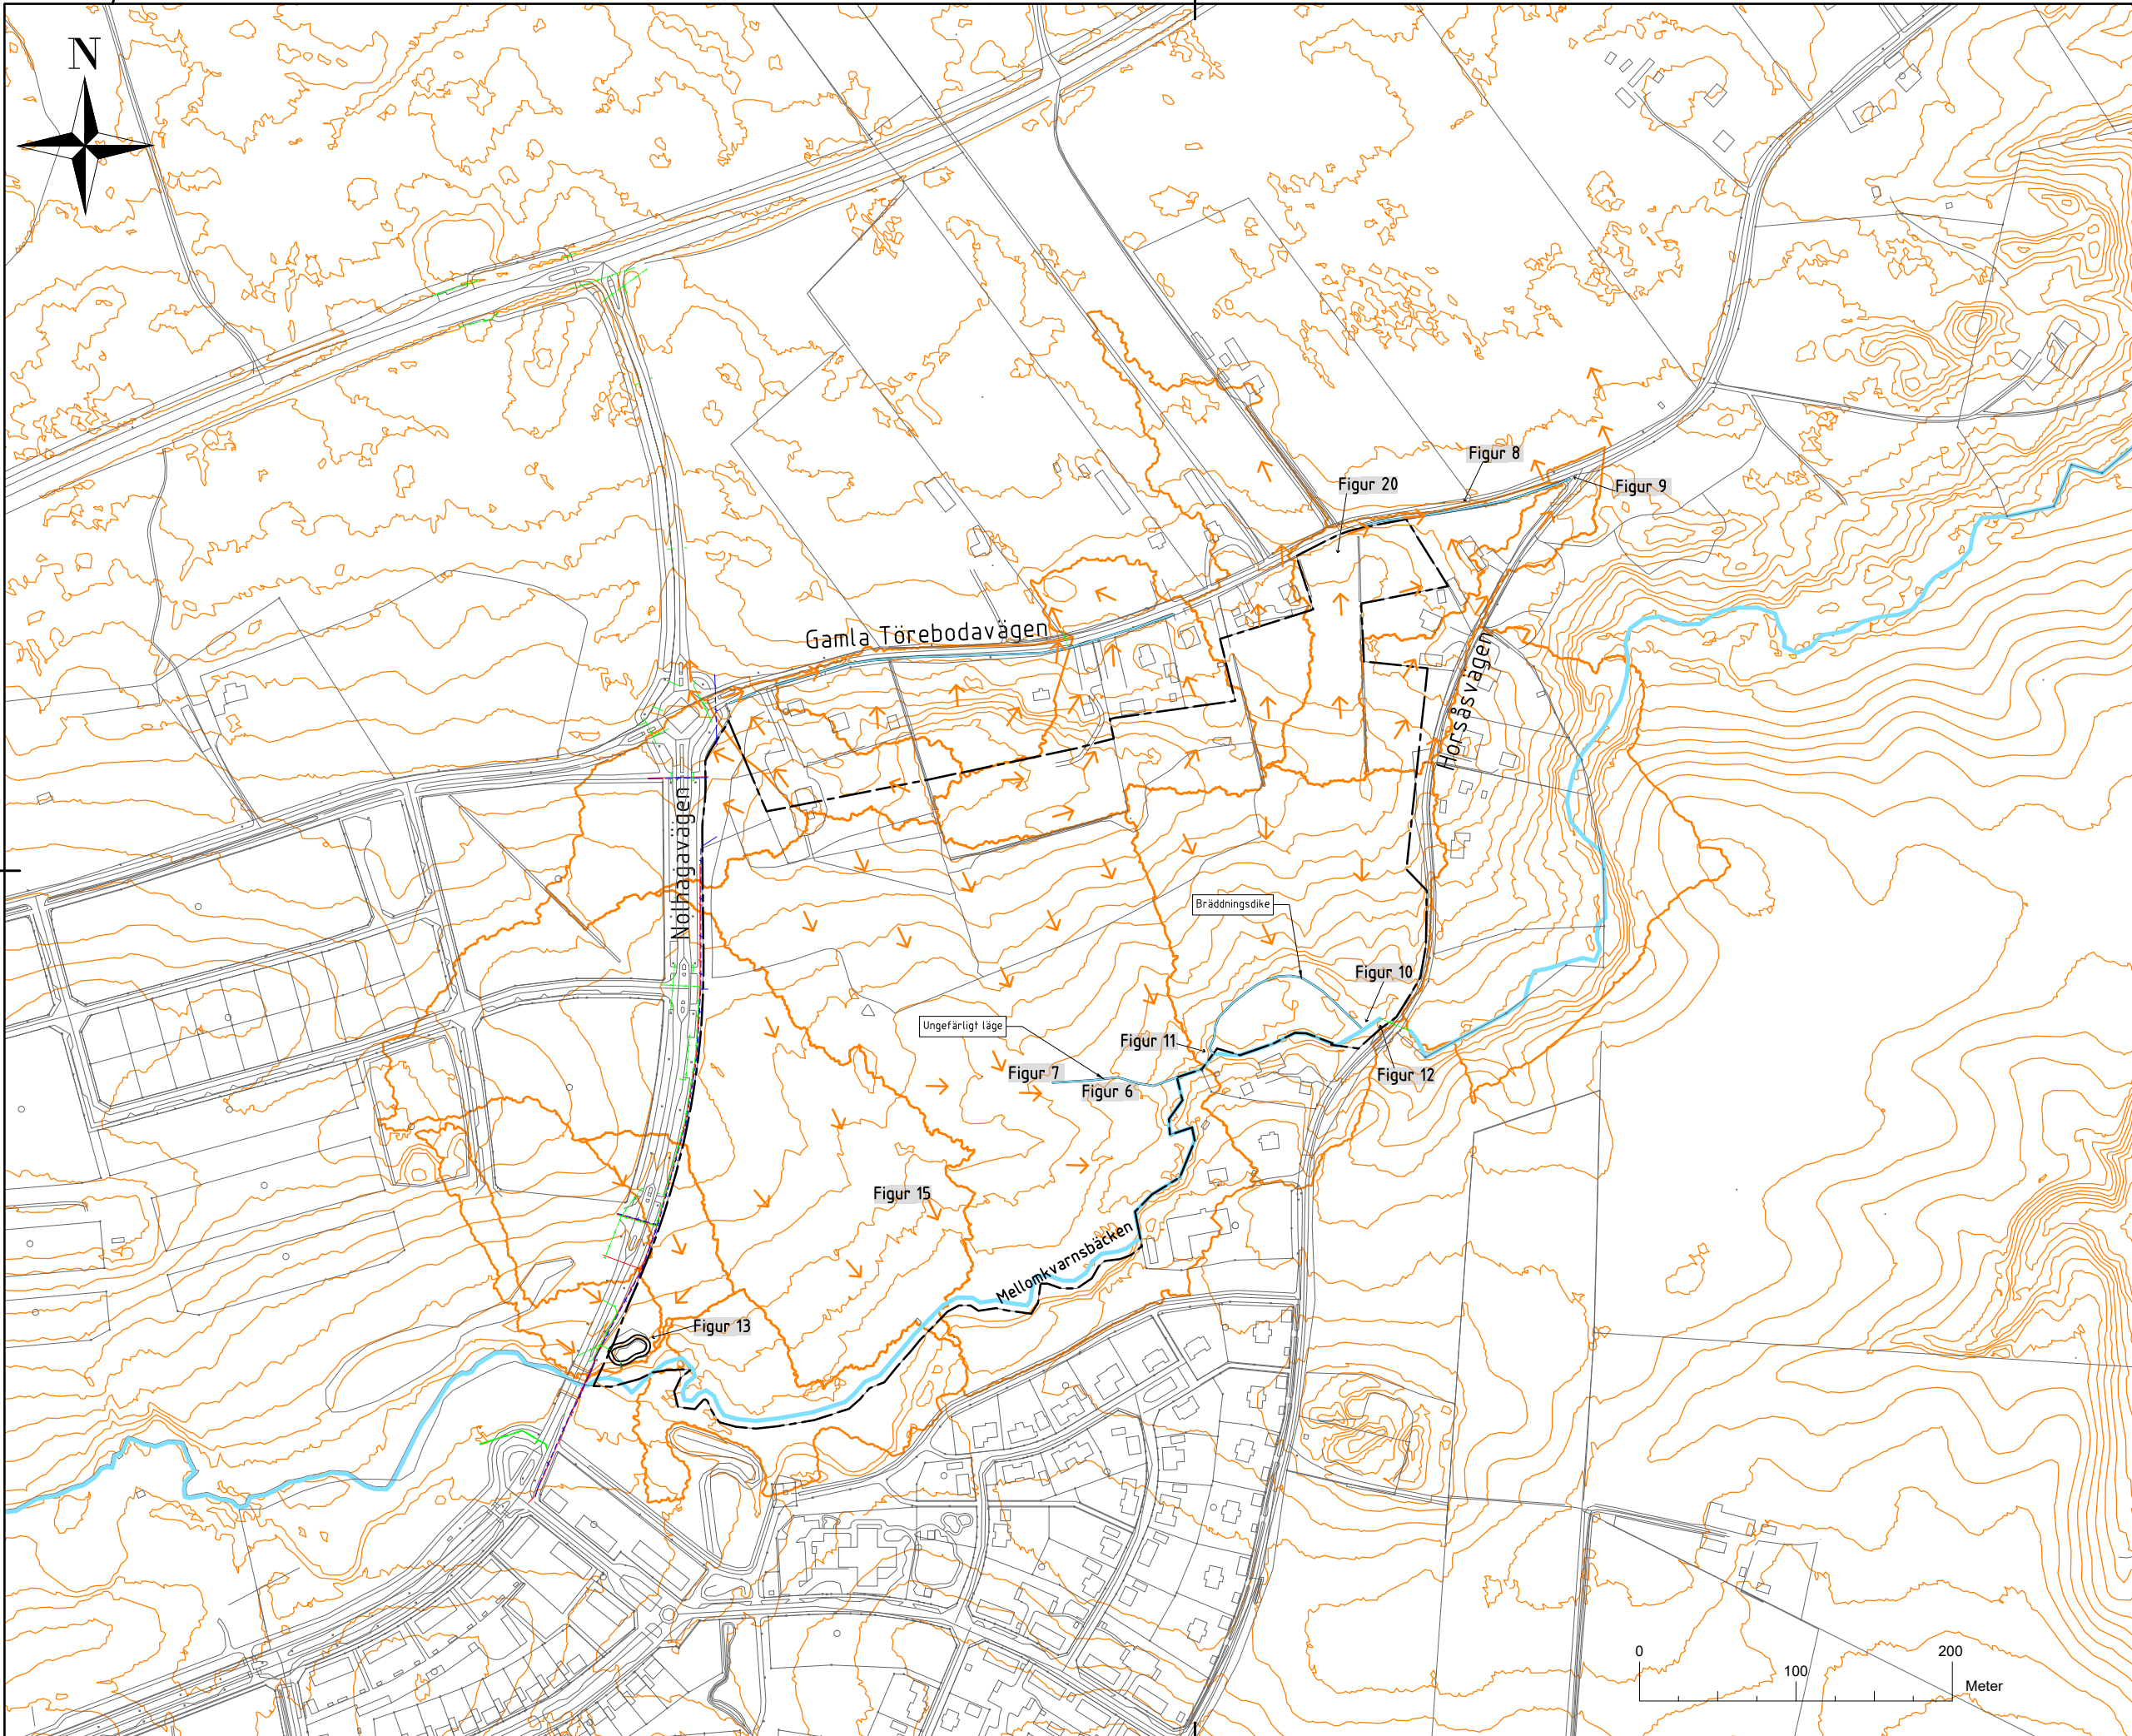 N
Figur 8
Figur 20
Figur 9
Gamla Törebodavägen
Horsåsvägen
Nolhagavägen
Bräddningsdike
Figur 10
Ungefärligt läge
Figur 11
Figur 7
Figur 6
Figur 12
Figur 15
Mellomkvarnsbäcken
Figur 13
0
200
100
Meter